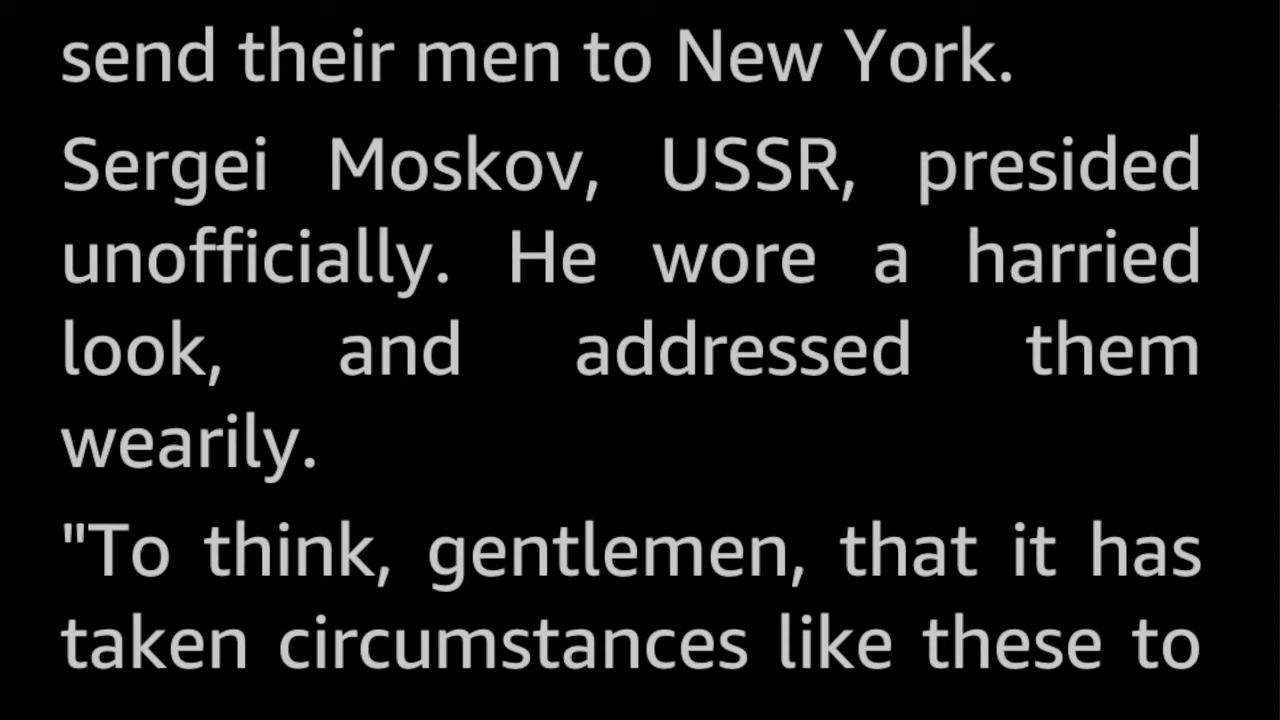 send their men to New York.
Sergei Moskov, USSR, presided
unofficially. He wore a harried
look, and addressed them
wearily.
"To think, gentlemen, that it has
taken circumstances like these to